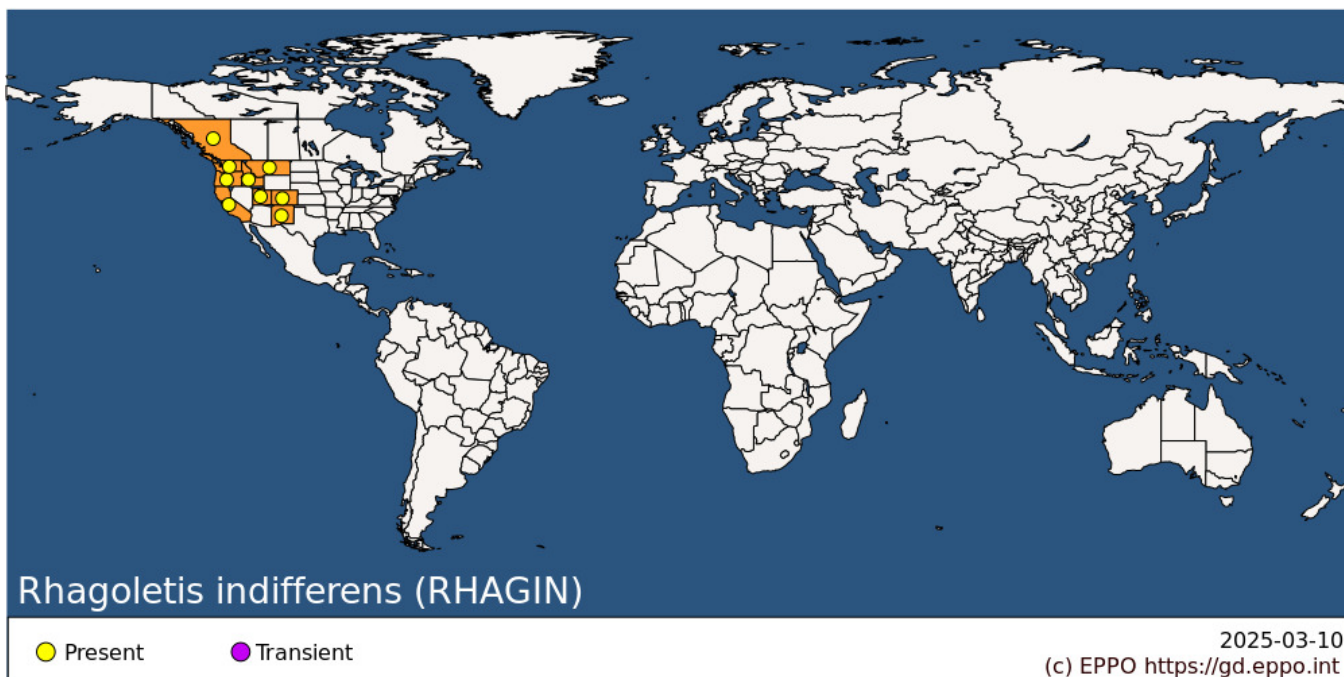 Rhagoletis indifferens (RHAGIN)
Present
Transient
2025-03-10
(c) EPPO https://gd.eppo.int